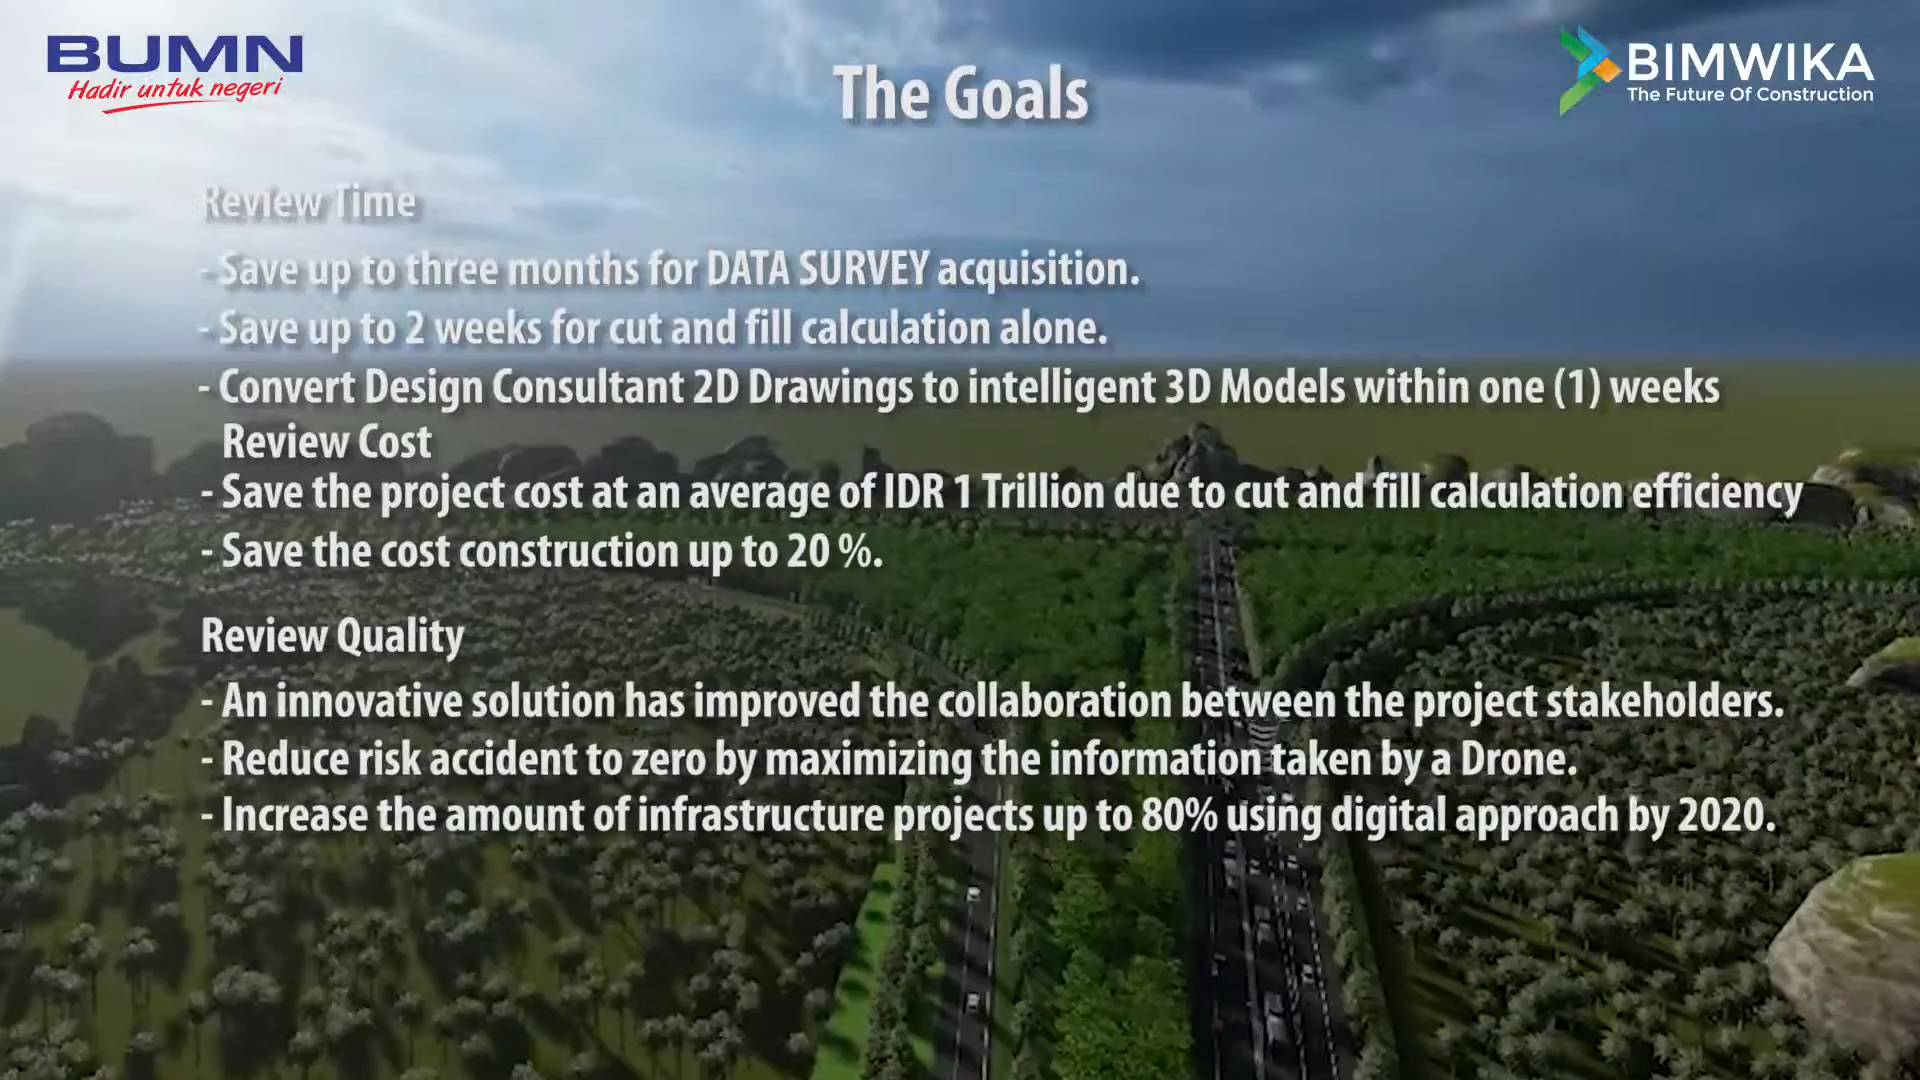 BUMN
Hadir untuk negeri
The Goals
BIMWIKA
The Future Of Construction
Review Time
- Save up to three months for DATA SURVEY acquisition.
- Save up to 2 weeks for cut and fill calculation alone.
- Convert Design Consultant 2D Drawings to intelligent 3D Models within one (1) weeks
Review Cost
- Save the project cost at an average of IDR 1 Trillion due to cut and fill calculation efficiency
- Save the cost construction up to 20 %.
Review Quality
- An innovative solution has improved the collaboration between the project stakeholders.
- Reduce risk accident to zero by maximizing the information taken by a Drone.
- Increase the amount of infrastructure projects up to 80% using digital approach by 2020.